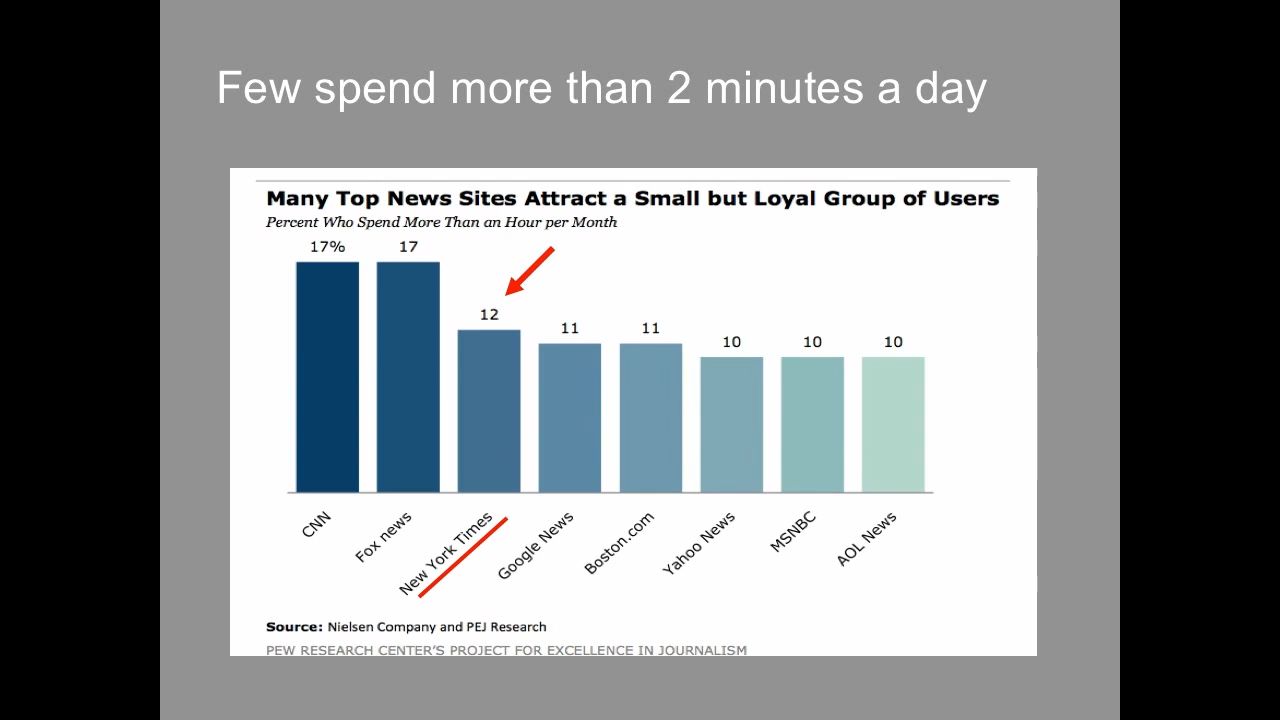 Few spend more than 2 minutes a day
Many Top News Sites Attract a Small but Loyal Group of Users
Percent Who Spend More Than an Hour per Month
17% 17 12 11 11 10 10 10
CNN Fox news New York Times Google News Boston.com Yahoo News MSNBC AOL News
Source: Nielsen Company and PEJ Research
PEW RESEARCH CENTER'S PROJECT FOR EXCELLENCE IN JOURNALISM